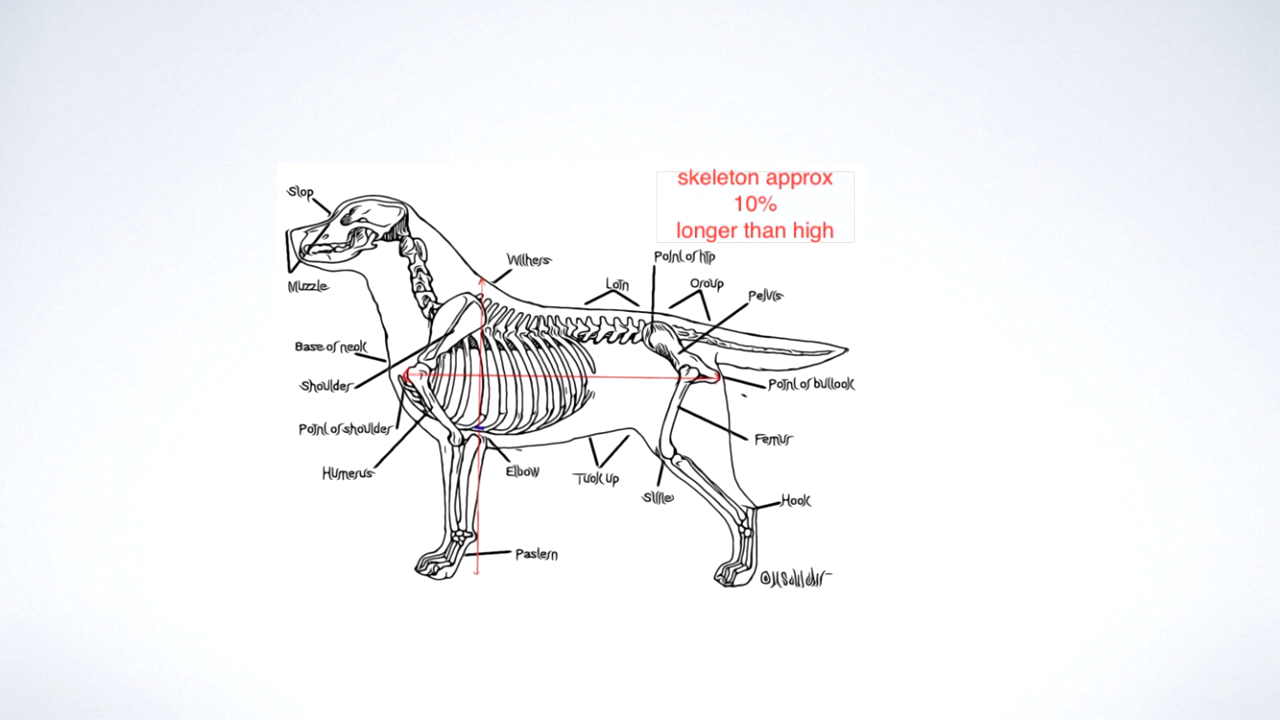 skeleton approx
10%
longer than high
Slop
Muzzle
Withers
Point of hip
Loin
Croup
Pelvis
Base of neck
Shoulder
Point of shoulder
Humerus
Elbow
Tuck up
Stifle
Point of buttock
Femur
Hock
Pastern